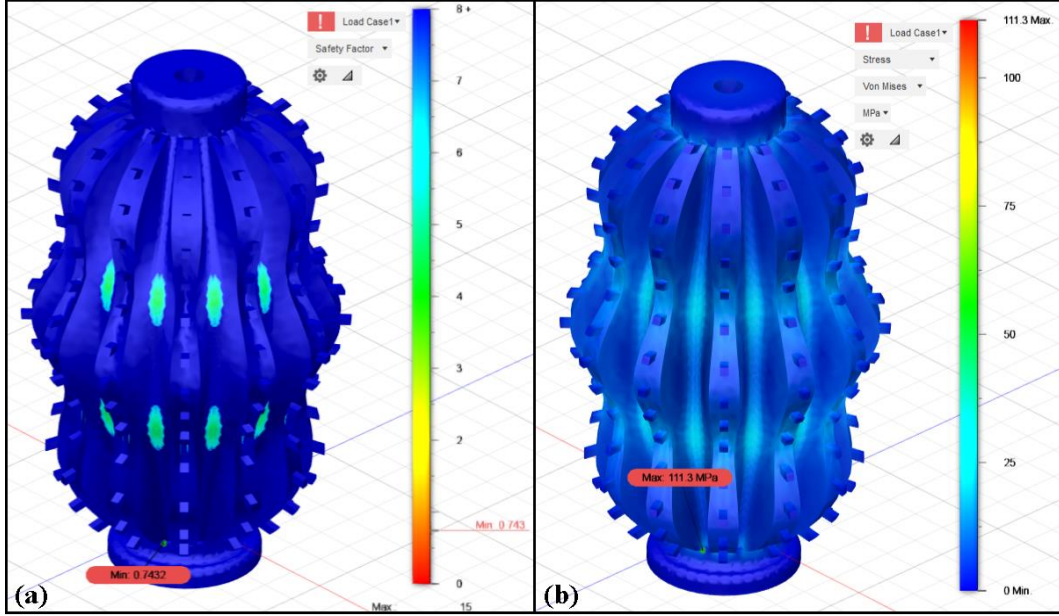 8 +
Load Case1
Safety Factor
7
6
5
4
3
2
Min 0.743
Min: 0.7432
0
Max: 15
(a)
111.3 Max.
Load Case1
100
Stress
Von Mises
MPa
75
50
25
Max: 111.3 MPa
0 Min.
(b)